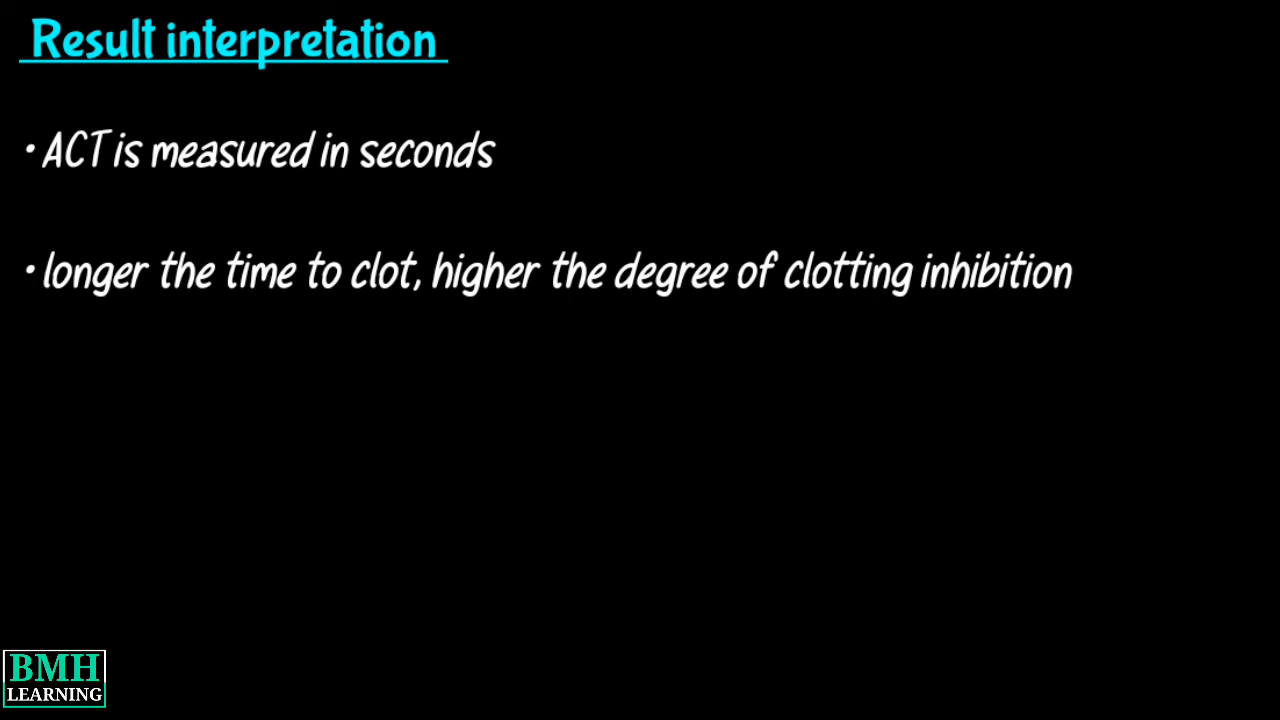 Result interpretation
• ACT is measured in seconds
• longer the time to clot, higher the degree of clotting inhibition
BMH
LEARNING